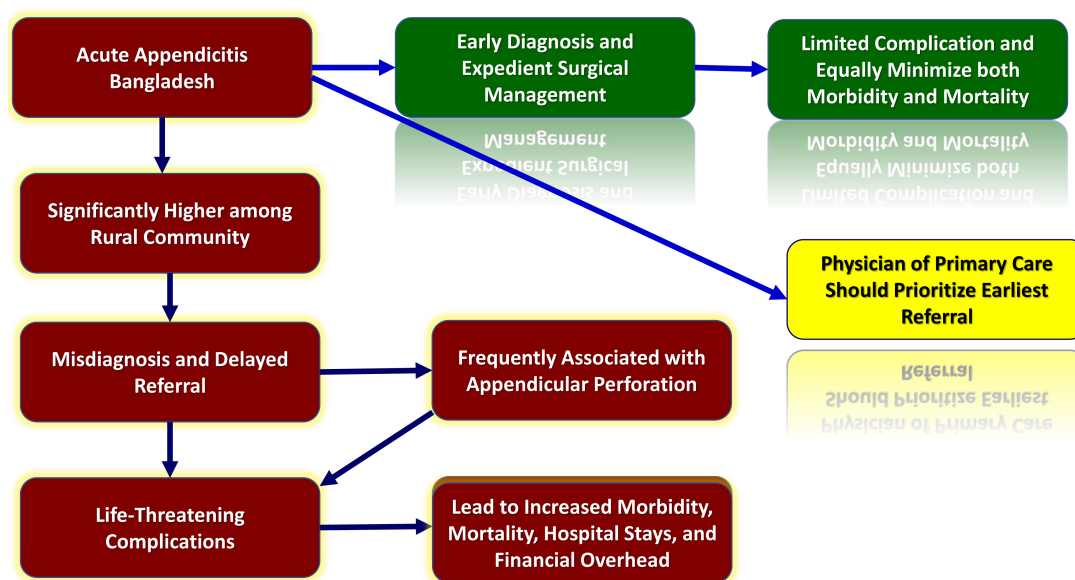 Acute Appendicitis
Bangladesh
Early Diagnosis and
Expedient Surgical
Management
Limited Complication and
Equally Minimize both
Morbidity and Mortality
Significantly Higher among
Rural Community
Physician of Primary Care
Should Prioritize Earliest
Referral
Misdiagnosis and Delayed
Referral
Frequently Associated with
Appendicular Perforation
Life-Threatening
Complications
Lead to Increased Morbidity,
Mortality, Hospital Stays, and
Financial Overhead